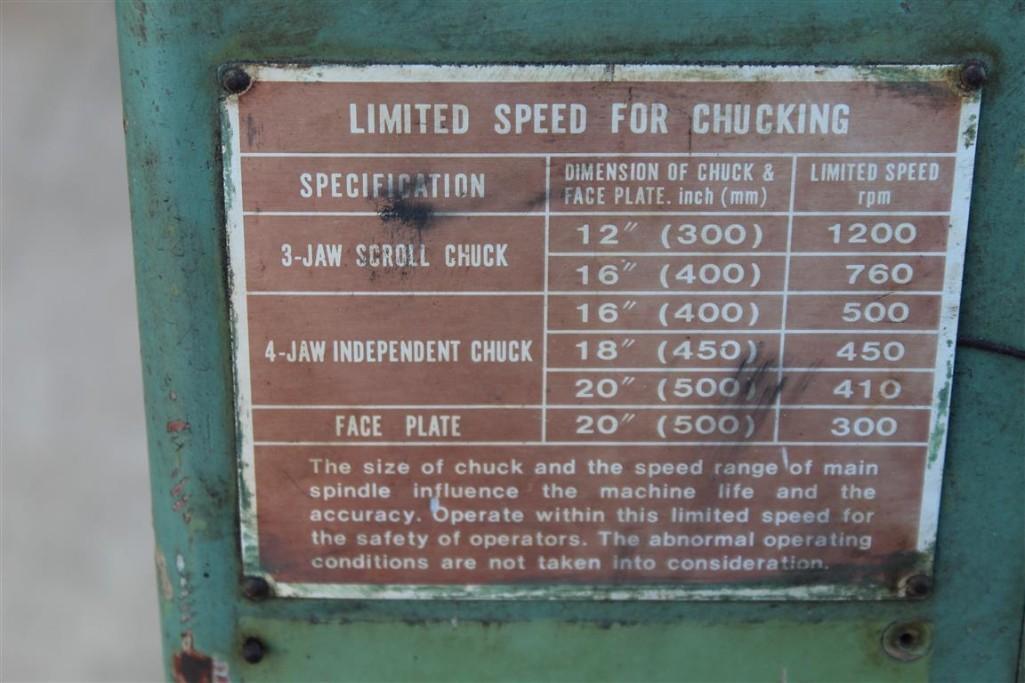 LIMITED SPEED FOR CHUCKING
SPECIFICATION
DIMENSION OF CHUCK &
FACE PLATE. inch (mm)
LIMITED SPEED
rpm
3-JAW SCROLL CHUCK
12" (300) 1200
16" (400) 760
4-JAW INDEPENDENT CHUCK
16" (400) 500
18" (450) 450
20" (500) 410
FACE PLATE 20" (500) 300
The size of chuck and the speed range of main
spindle influence the machine life and the
accuracy. Operate within this limited speed for
the safety of operators. The abnormal operating
conditions are not taken into consideration.